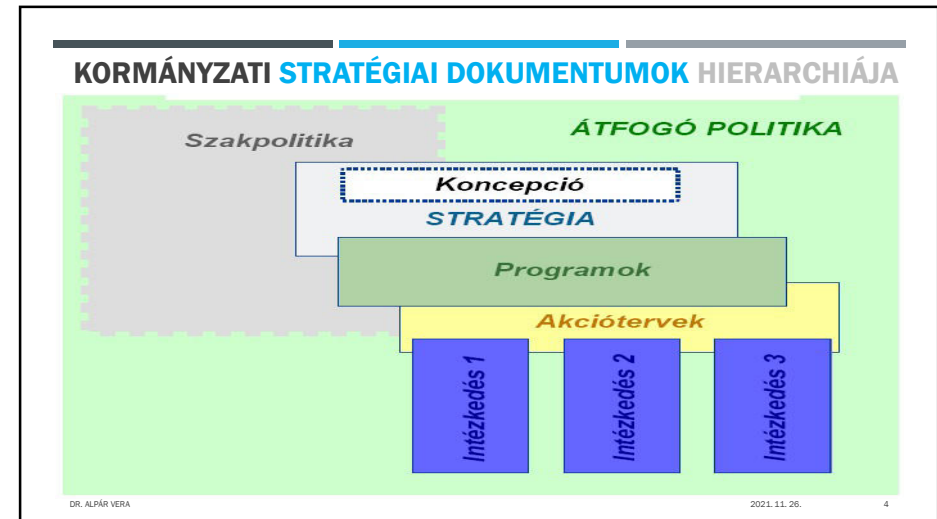 KORMÁNYZATI STRATÉGIAI DOKUMENTUMOK HIERARCHIÁJA
Szakpolitika
ÁTFOGÓ POLITIKA
Koncepció
STRATÉGIA
Programok
Akciótervek
Intézkedés 1
Intézkedés 2
Intézkedés 3
DR. ALPÁR VERA
2021. 11. 26.
4